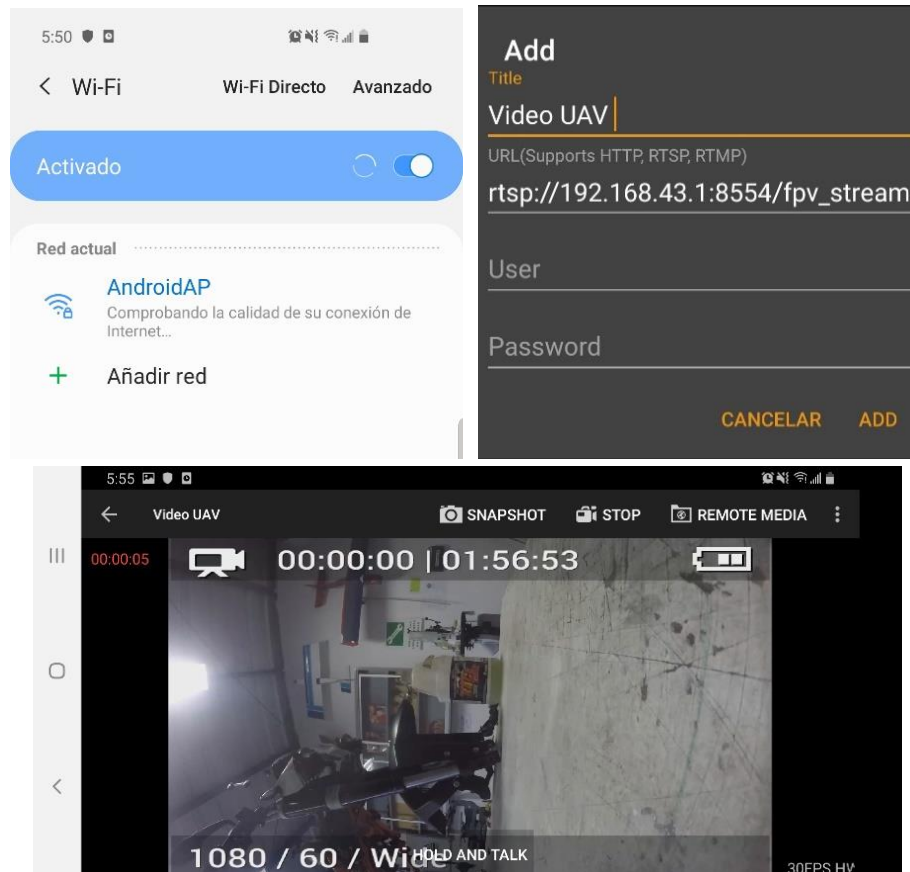 5:50
Wi-Fi
Wi-Fi Directo
Avanzado
Activado
Red actual
AndroidAP
Comprobando la calidad de su conexión de
Internet...
Añadir red
Add
Title
Video UAV
URL(Supports HTTP, RTSP, RTMP)
rtsp://192.168.43.1:8554/fpv_stream
User
Password
CANCELAR
ADD
5:55
Video UAV
SNAPSHOT
STOP
REMOTE MEDIA
00:00:05
00:00:00 | 01:56:53
1080 / 60 / Wide
HOLD AND TALK
30FPS HW